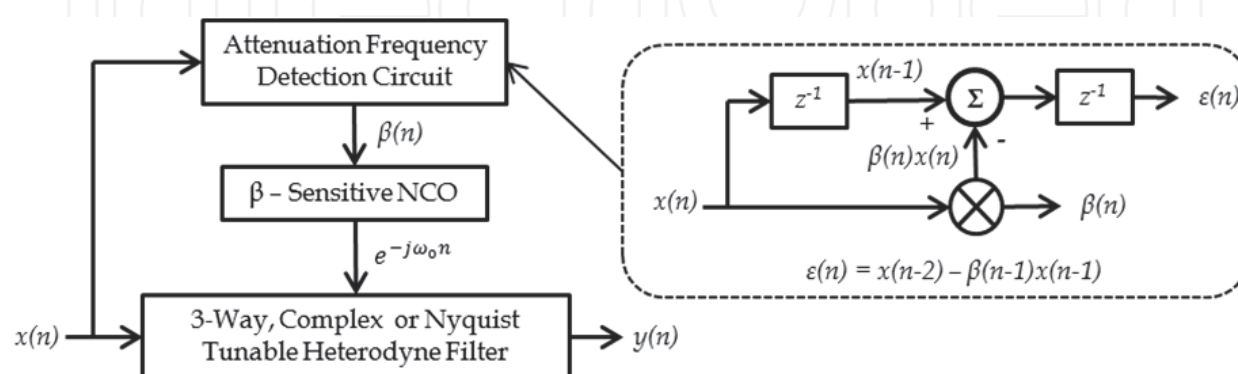 Attenuation Frequency
Detection Circuit
β(n)
β – Sensitive NCO
e^{-jω₀n}
x(n)
3-Way, Complex or Nyquist
Tunable Heterodyne Filter
y(n)
x(n-1)
z⁻¹
Σ
z⁻¹
ε(n)
+
-
β(n)x(n)
x(n)
β(n)
ε(n) = x(n-2) – β(n-1)x(n-1)